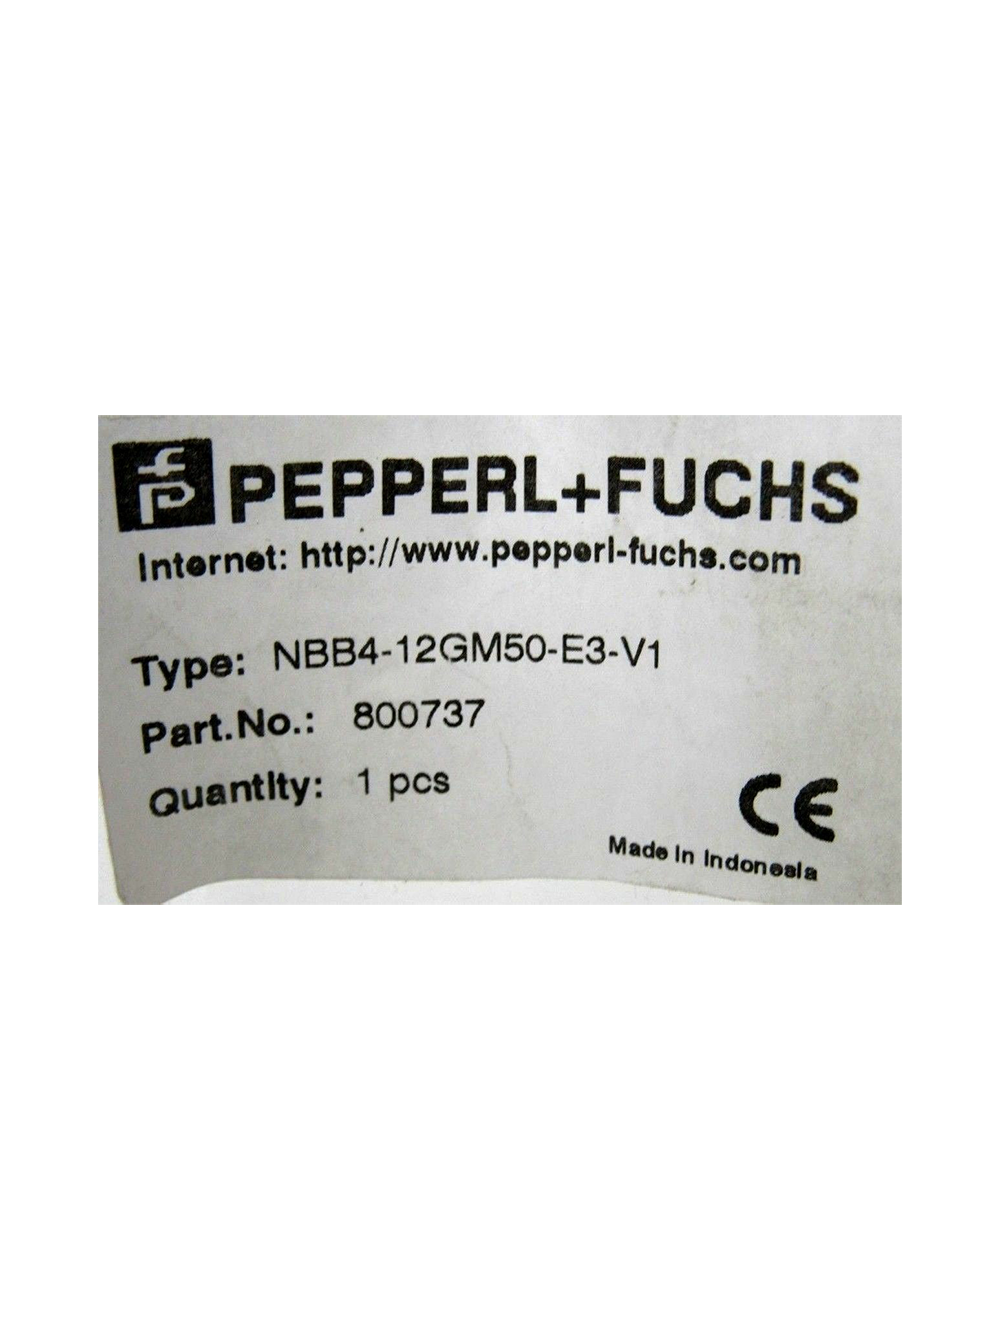 PEPPERL+FUCHS
Internet: http://www.pepperl-fuchs.com
Type: NBB4-12GM50-E3-V1
Part.No.: 800737
Quantity: 1 pcs
CE
Made in Indonesia